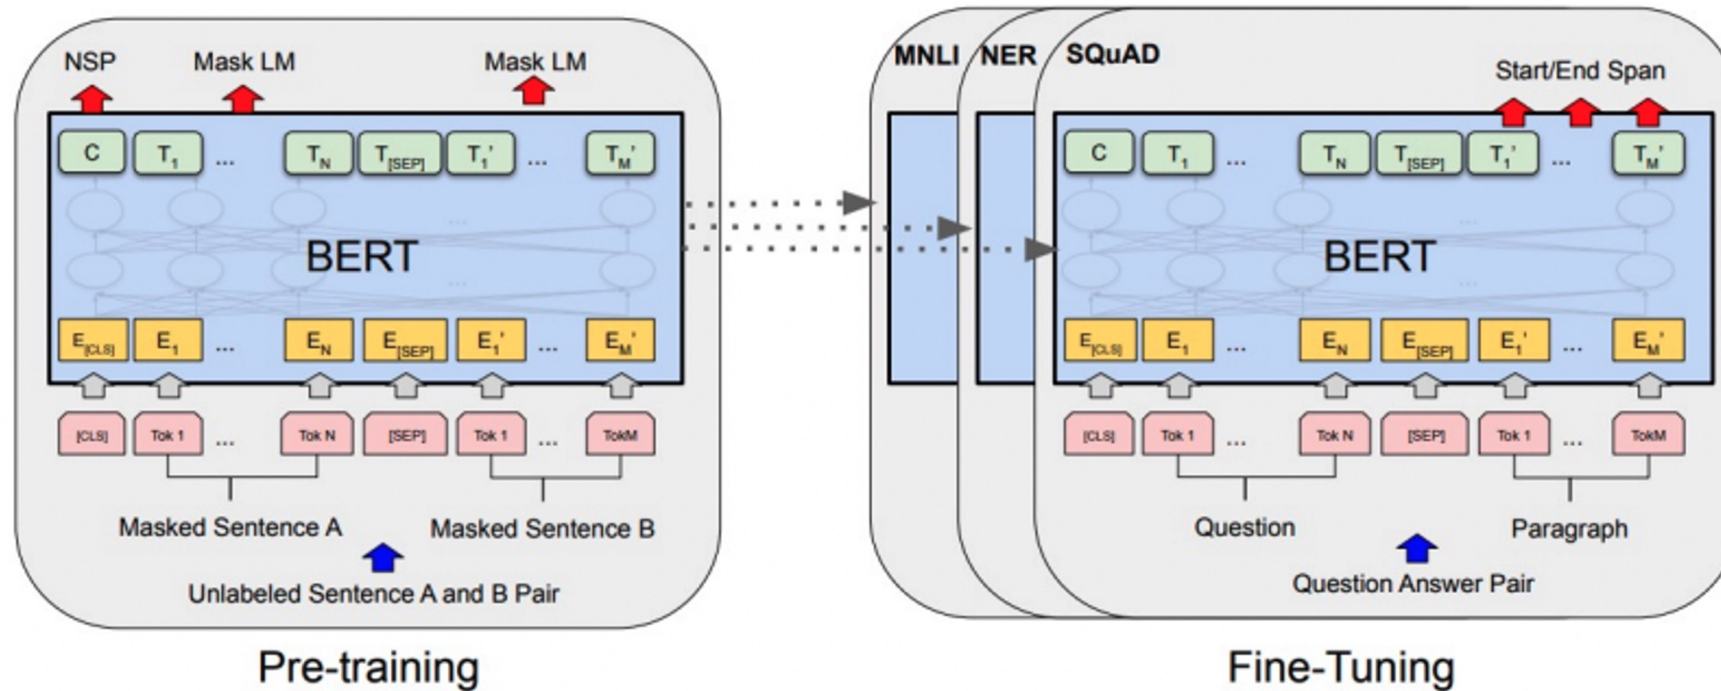 NSP Mask LM Mask LM
C T1 ... TN T[SEP] T1' ... TM'
...
BERT
...
E[CLS] E1 ... EN E[SEP] E1' ... EM'
[CLS] Tok 1 ... Tok N [SEP] Tok 1 ... TokM
Masked Sentence A Masked Sentence B
Unlabeled Sentence A and B Pair
Pre-training
MNLI NER SQuAD
Start/End Span
C T1 ... TN T[SEP] T1' ... TM'
...
BERT
...
E[CLS] E1 ... EN E[SEP] E1' ... EM'
[CLS] Tok 1 ... Tok N [SEP] Tok 1 ... TokM
Question Paragraph
Question Answer Pair
Fine-Tuning